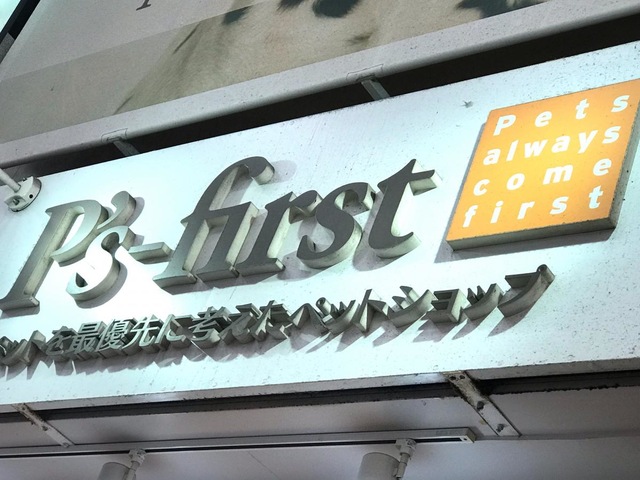 P's-first
Pets
always
come
first
ペットを最優先に考えたペットショップ